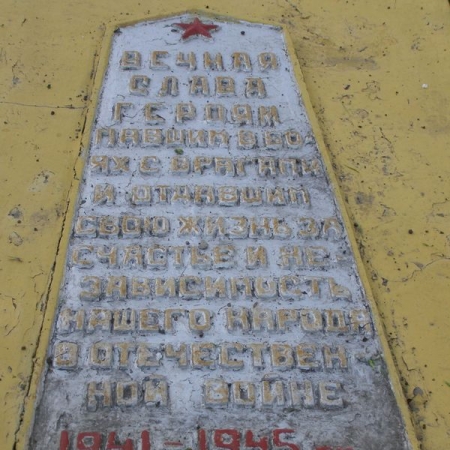 ВЕЧНАЯ
СЛАВА
ГЕРОЯМ
ПАВШИМ В БО
ЯХ С ВРАГАМИ
И ОТДАВШИМ
СВОЮ ЖИЗНЬ ЗА
СЧАСТЬЕ И НЕ
ЗАВИСИМОСТЬ
НАШЕГО НАРОДА
В ОТЕЧЕСТВЕН
НОЙ ВОЙНЕ
1941-1945